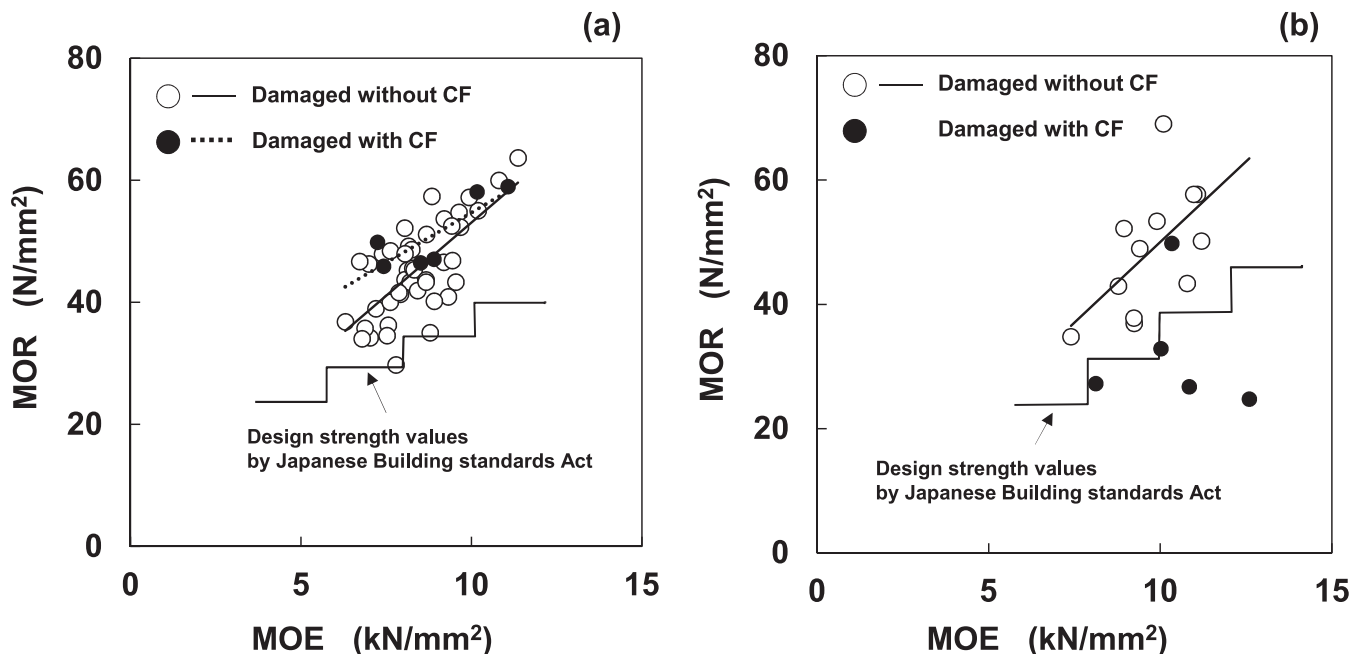 (a)
80
60
40
20
0
0
5
10
15
MOR (N/mm²)
MOE (kN/mm²)
Damaged without CF
Damaged with CF
Design strength values
by Japanese Building standards Act
(b)
80
60
40
20
0
0
5
10
15
MOR (N/mm²)
MOE (kN/mm²)
Damaged without CF
Damaged with CF
Design strength values
by Japanese Building standards Act